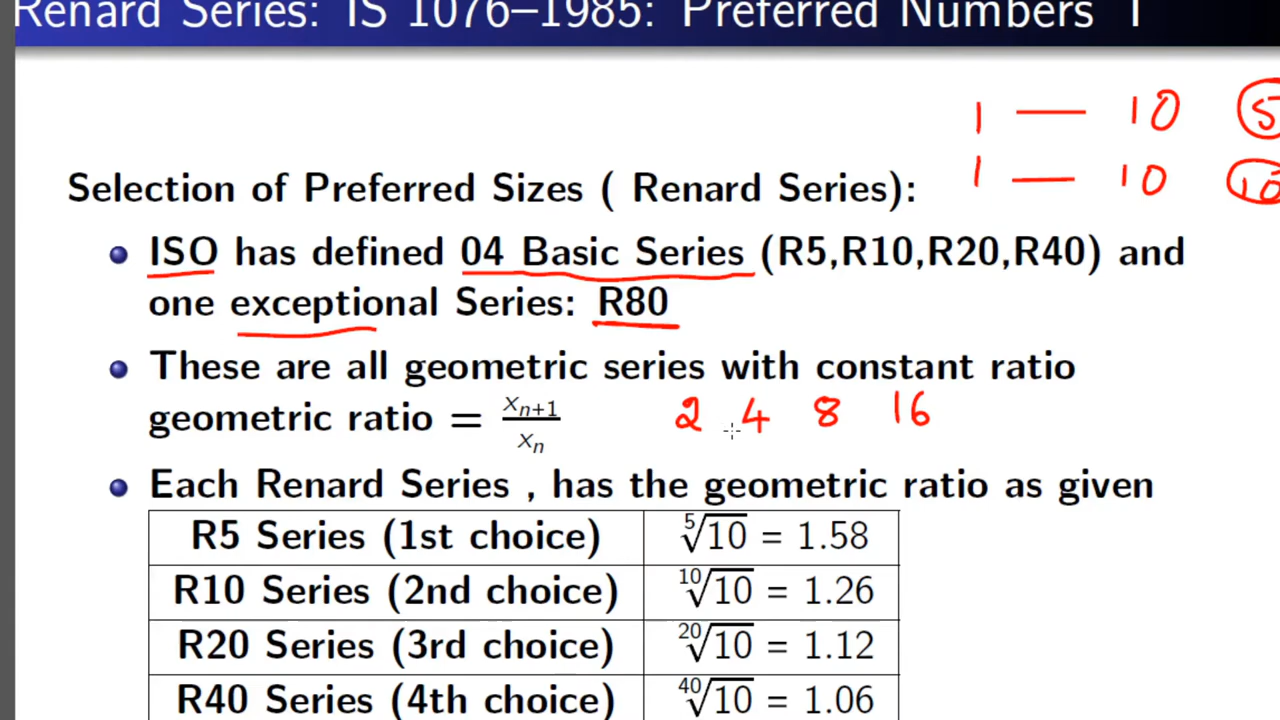 Renard Series: IS 1076–1985: Preferred Numbers I
1 — 10 5
1 — 10 10
Selection of Preferred Sizes ( Renard Series):
ISO has defined 04 Basic Series (R5,R10,R20,R40) and
one exceptional Series: R80
These are all geometric series with constant ratio
geometric ratio = xₙ₊₁/xₙ 2 4 8 16
Each Renard Series , has the geometric ratio as given
R5 Series (1st choice) ⁵√10 = 1.58
R10 Series (2nd choice) ¹⁰√10 = 1.26
R20 Series (3rd choice) ²⁰√10 = 1.12
R40 Series (4th choice) ⁴⁰√10 = 1.06